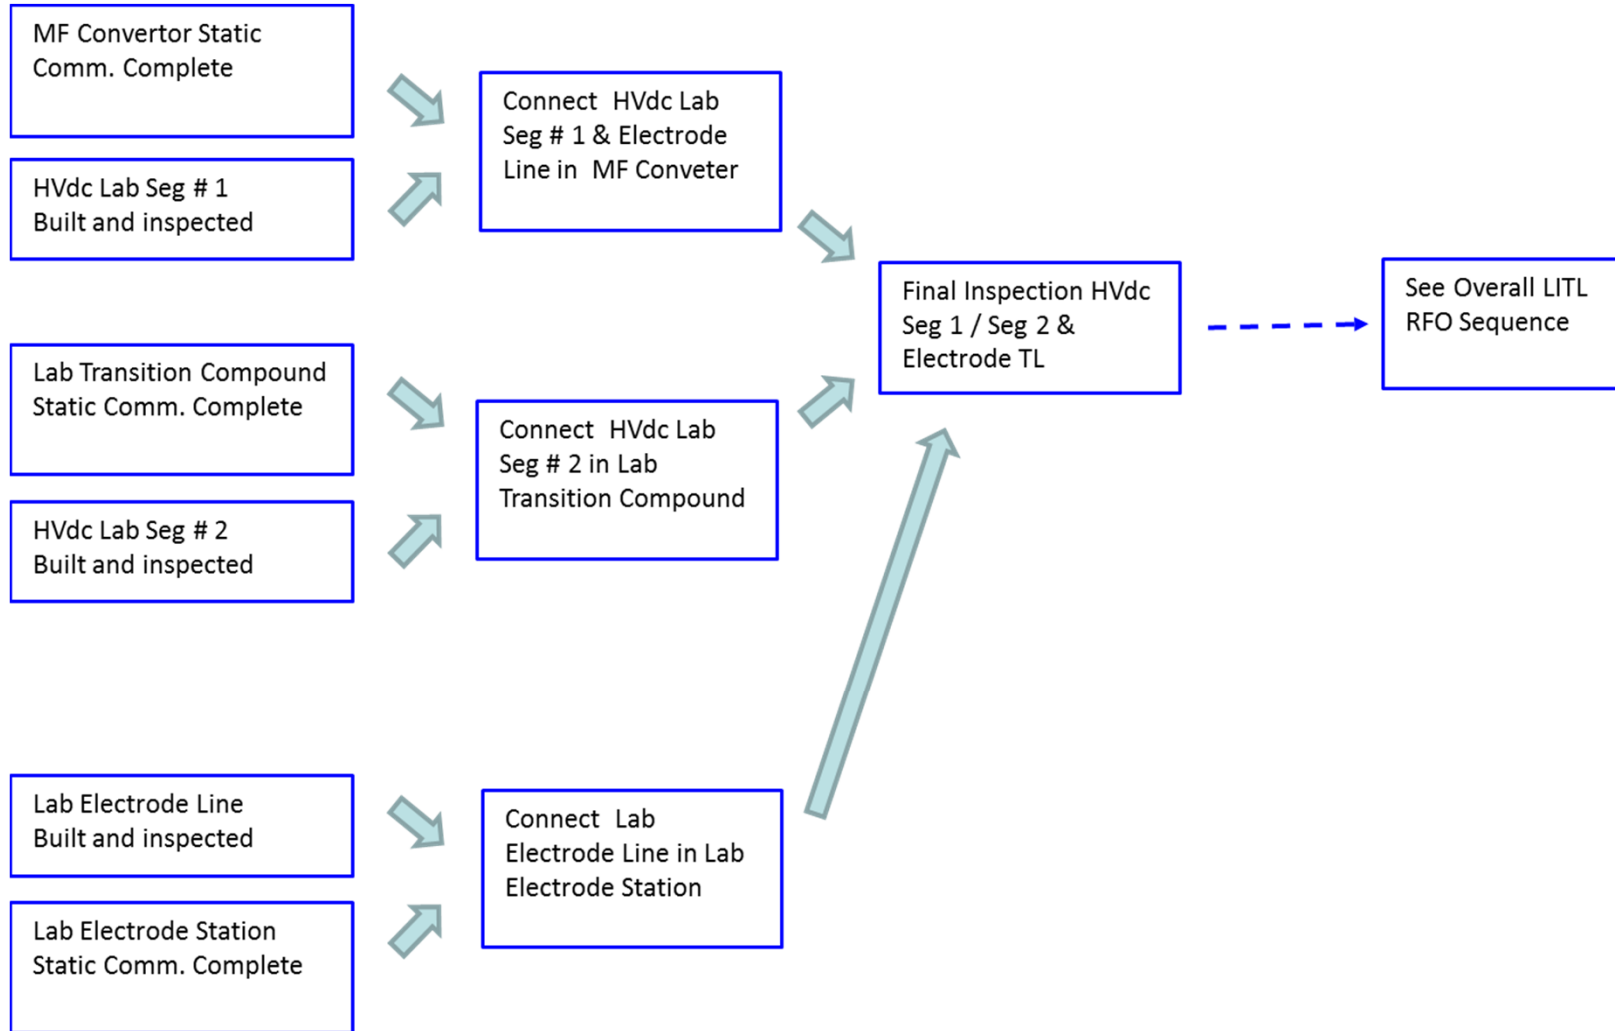 MF Convertor Static
Comm. Complete
HVdc Lab Seg # 1
Built and inspected
Connect HVdc Lab
Seg # 1 & Electrode
Line in MF Conveter
Lab Transition Compound
Static Comm. Complete
HVdc Lab Seg # 2
Built and inspected
Connect HVdc Lab
Seg # 2 in Lab
Transition Compound
Lab Electrode Line
Built and inspected
Lab Electrode Station
Static Comm. Complete
Connect Lab
Electrode Line in Lab
Electrode Station
Final Inspection HVdc
Seg 1 / Seg 2 &
Electrode TL
See Overall LITL
RFO Sequence